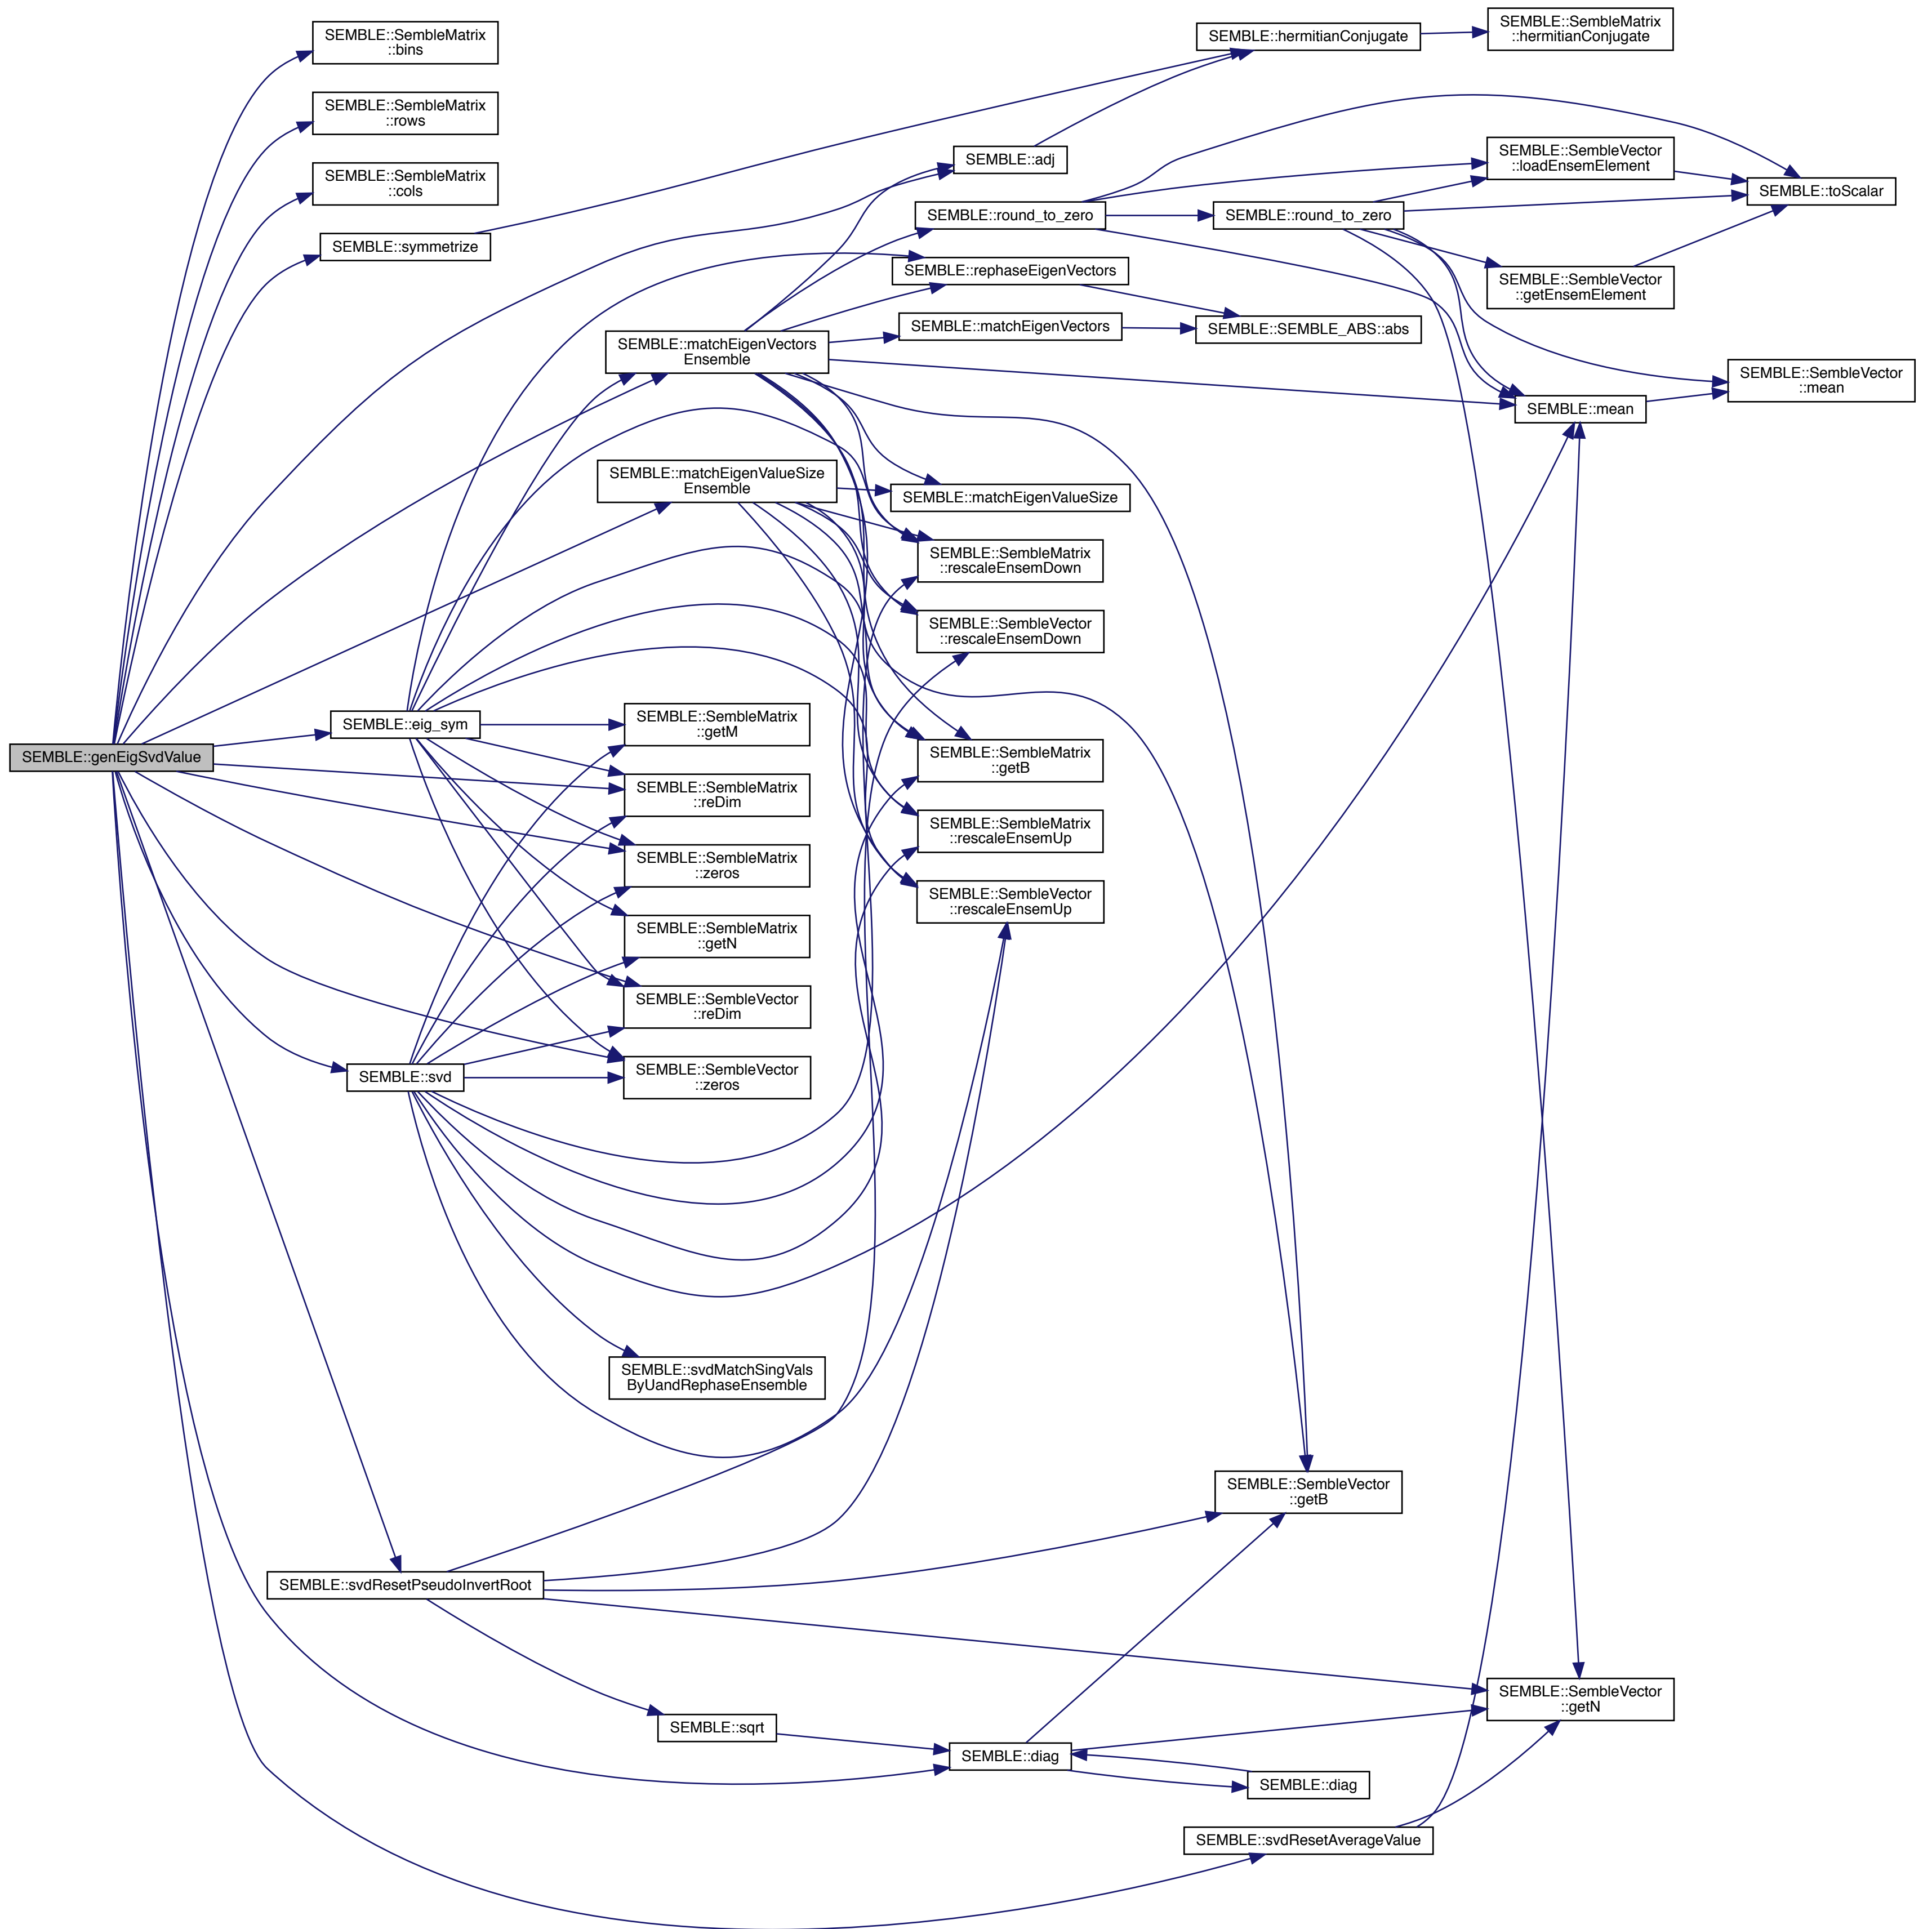 SEMBLE::genEigSvdValue
SEMBLE::SembleMatrix
::bins
SEMBLE::SembleMatrix
::rows
SEMBLE::SembleMatrix
::cols
SEMBLE::symmetrize
SEMBLE::eig_sym
SEMBLE::svd
SEMBLE::svdResetPseudoInvertRoot
SEMBLE::matchEigenVectors
Ensemble
SEMBLE::matchEigenValueSize
Ensemble
SEMBLE::SembleMatrix
::getM
SEMBLE::SembleMatrix
::reDim
SEMBLE::SembleMatrix
::zeros
SEMBLE::SembleMatrix
::getN
SEMBLE::SembleVector
::reDim
SEMBLE::SembleVector
::zeros
SEMBLE::svdMatchSingVals
ByUandRephaseEnsemble
SEMBLE::sqrt
SEMBLE::adj
SEMBLE::round_to_zero
SEMBLE::rephaseEigenVectors
SEMBLE::matchEigenVectors
SEMBLE::matchEigenValueSize
SEMBLE::SembleMatrix
::rescaleEnsemDown
SEMBLE::SembleVector
::rescaleEnsemDown
SEMBLE::SembleMatrix
::getB
SEMBLE::SembleMatrix
::rescaleEnsemUp
SEMBLE::SembleVector
::rescaleEnsemUp
SEMBLE::diag
SEMBLE::hermitianConjugate
SEMBLE::round_to_zero
SEMBLE::SEMBLE_ABS::abs
SEMBLE::SembleVector
::getB
SEMBLE::diag
SEMBLE::svdResetAverageValue
SEMBLE::SembleMatrix
::hermitianConjugate
SEMBLE::SembleVector
::loadEnsemElement
SEMBLE::SembleVector
::getEnsemElement
SEMBLE::mean
SEMBLE::SembleVector
::getN
SEMBLE::toScalar
SEMBLE::SembleVector
::mean